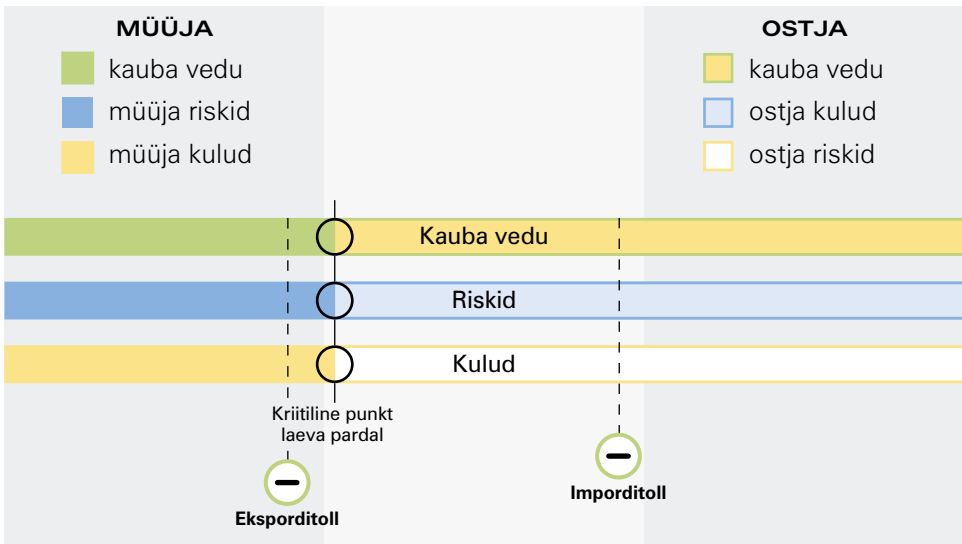 MÜÜJA
kauba vedu
müüja riskid
müüja kulud
OSTJA
kauba vedu
ostja kulud
ostja riskid
Kauba vedu
Riskid
Kulud
Kriitiline punkt
laeva pardal
Eksporditoll
Imporditoll